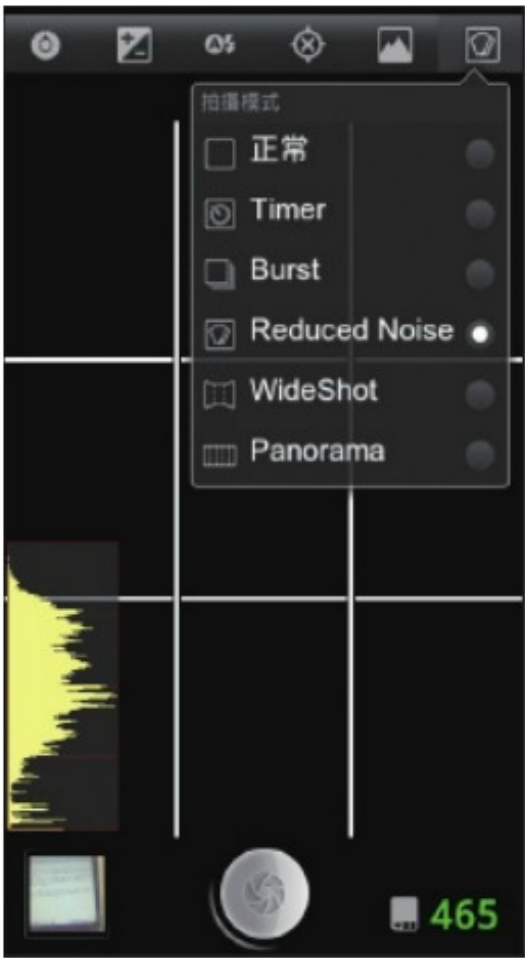 拍攝模式
正常
Timer
Burst
Reduced Noise
WideShot
Panorama
465